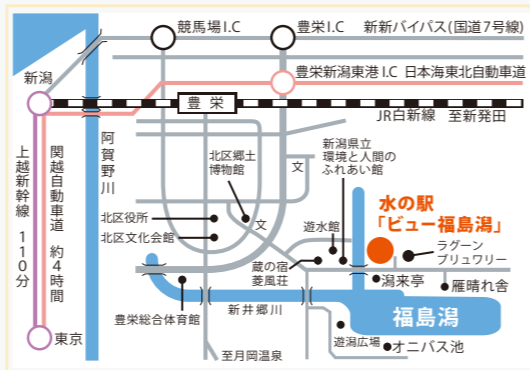 競馬場I.C
豊栄I.C
新新バイパス(国道7号線)
新潟
豊栄新潟東港I.C 日本海東北自動車道
豊栄
JR白新線 至新発田
阿賀野川
上越新幹線 110分
関越自動車道 約4時間
北区郷土
博物館
新潟県立
環境と人間の
ふれあい館
文
水の駅
「ビュー福島潟」
北区役所
文
遊水館
ラグーン
ブリュワリー
北区文化会館
蔵の宿
菱風荘
潟来亭
雁晴れ舎
豊栄総合体育館
新井郷川
福島潟
東京
至月岡温泉
遊潟広場
オニバス池